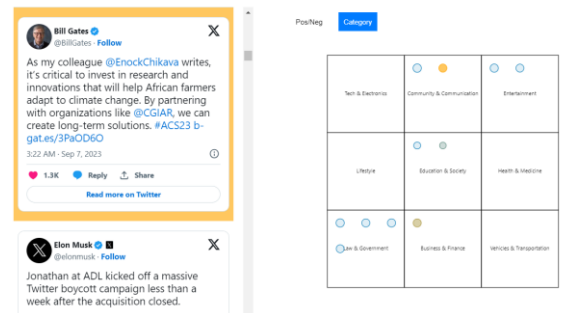 Bill Gates
@BillGates · Follow
X
As my colleague @EnockChikava writes,
it's critical to invest in research and
innovations that will help African farmers
adapt to climate change. By partnering
with organizations like @CGIAR, we can
create long-term solutions. #ACS23 b-
gat.es/3PaOD6O
3:22 AM · Sep 7, 2023
1.3K Reply Share
Read more on Twitter
Elon Musk X
@elonmusk · Follow
X
Jonathan at ADL kicked off a massive
Twitter boycott campaign less than a
week after the acquisition closed.
Pos/Neg Category
Tech & Electronics Community & Communication Entertainment
Lifestyle Education & Society Health & Medicine
Law & Government Business & Finance Vehicles & Transportation